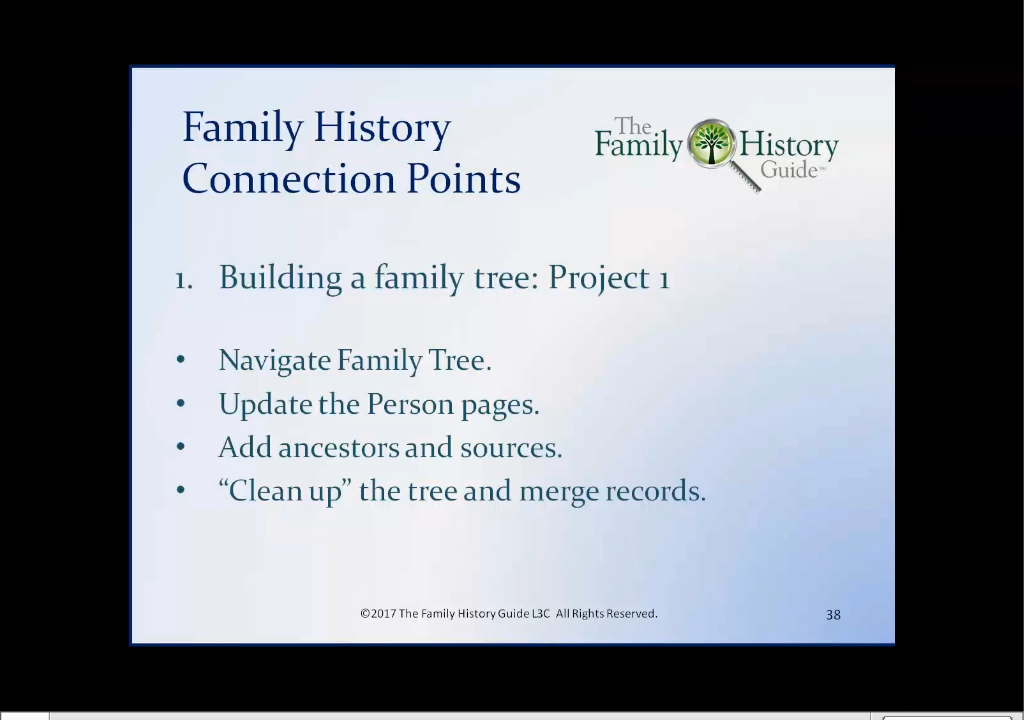 Family History
Connection Points
The
Family History
Guide™
1. Building a family tree: Project 1
• Navigate Family Tree.
• Update the Person pages.
• Add ancestors and sources.
• “Clean up” the tree and merge records.
©2017 The Family History Guide L3C All Rights Reserved.
38